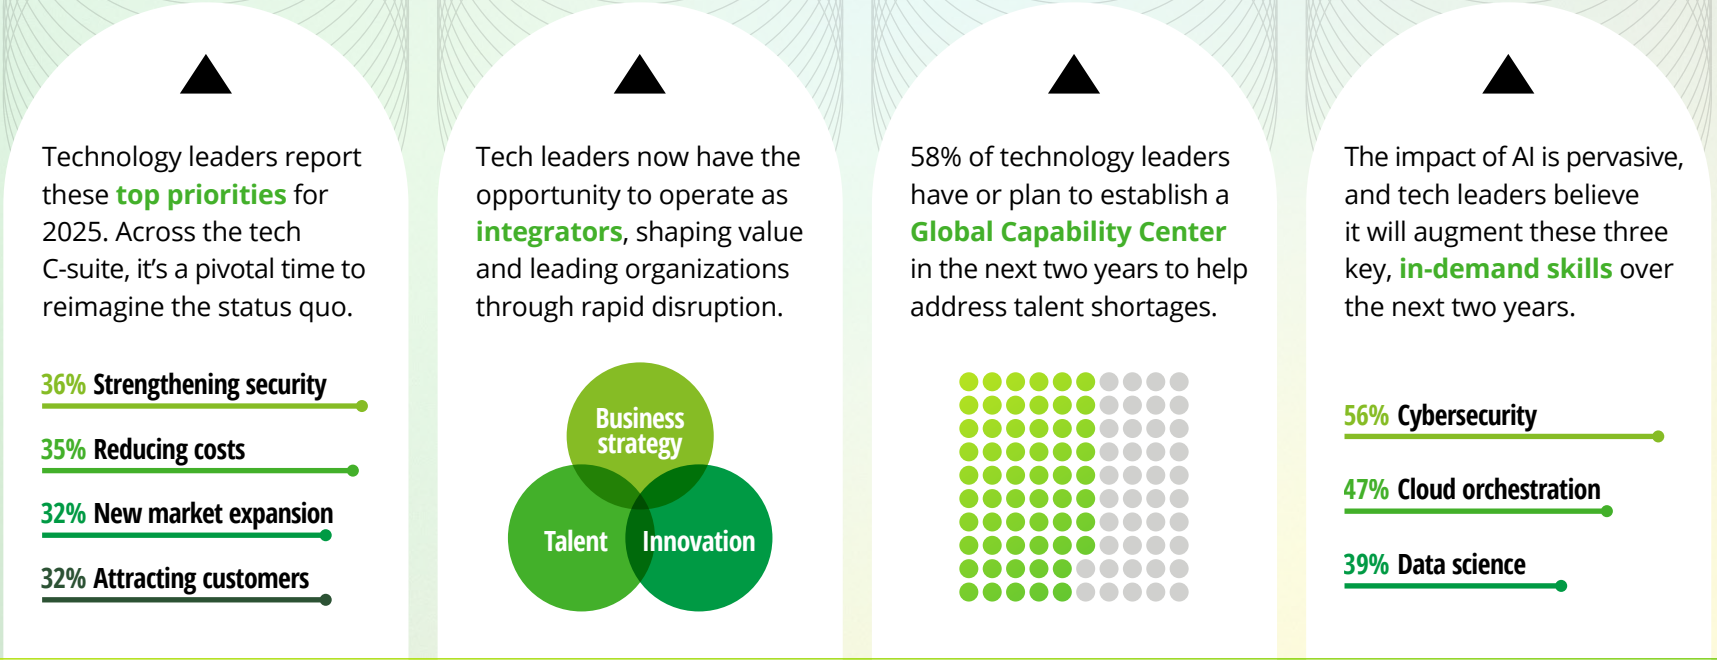 Technology leaders report
these top priorities for
2025. Across the tech
C-suite, it’s a pivotal time to
reimagine the status quo.
36% Strengthening security
35% Reducing costs
32% New market expansion
32% Attracting customers
Tech leaders now have the
opportunity to operate as
integrators, shaping value
and leading organizations
through rapid disruption.
Business
strategy
Talent
Innovation
58% of technology leaders
have or plan to establish a
Global Capability Center
in the next two years to help
address talent shortages.
The impact of AI is pervasive,
and tech leaders believe
it will augment these three
key, in-demand skills over
the next two years.
56% Cybersecurity
47% Cloud orchestration
39% Data science